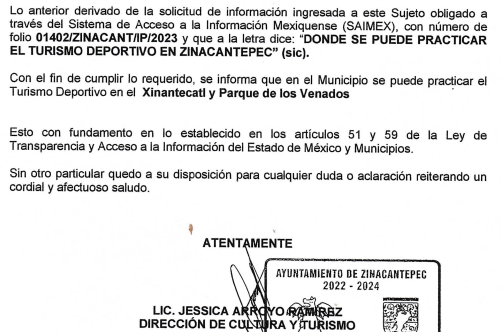 Lo anterior derivado de la solicitud de información ingresada a este Sujeto obligado a
través del Sistema de Acceso a la Información Mexiquense (SAIMEX), con número de
folio 01402/ZINACANT/IP/2023 y que a la letra dice: “DONDE SE PUEDE PRACTICAR
EL TURISMO DEPORTIVO EN ZINACANTEPEC” (sic).
Con el fin de cumplir lo requerido, se informa que en el Municipio se puede practicar el
Turismo Deportivo en el Xinantecatl y Parque de los Venados
Esto con fundamento en lo establecido en los artículos 51 y 59 de la Ley de
Transparencia y Acceso a la Información del Estado de México y Municipios.
Sin otro particular quedo a su disposición para cualquier duda o aclaración reiterando un
cordial y afectuoso saludo.
ATENTAMENTE
AYUNTAMIENTO DE ZINACANTEPEC
2022 - 2024
LIC. JESSICA ARROYO RAMIREZ
DIRECCIÓN DE CULTURA Y TURISMO